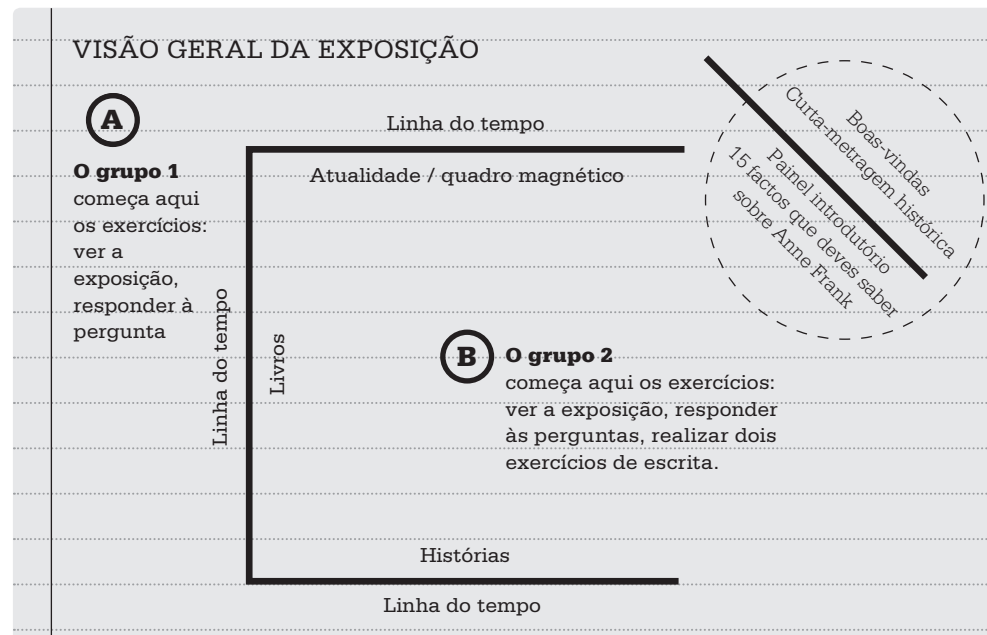 VISÃO GERAL DA EXPOSIÇÃO
A
O grupo 1
começa aqui
os exercícios:
ver a
exposição,
responder à
pergunta
Linha do tempo
Atualidade / quadro magnético
Linha do tempo
Livros
Boas-vindas
Curta-metragem histórica
Painel introdutório
15 factos que deves saber
sobre Anne Frank
B
O grupo 2
começa aqui os exercícios:
ver a exposição, responder
às perguntas, realizar dois
exercícios de escrita.
Histórias
Linha do tempo